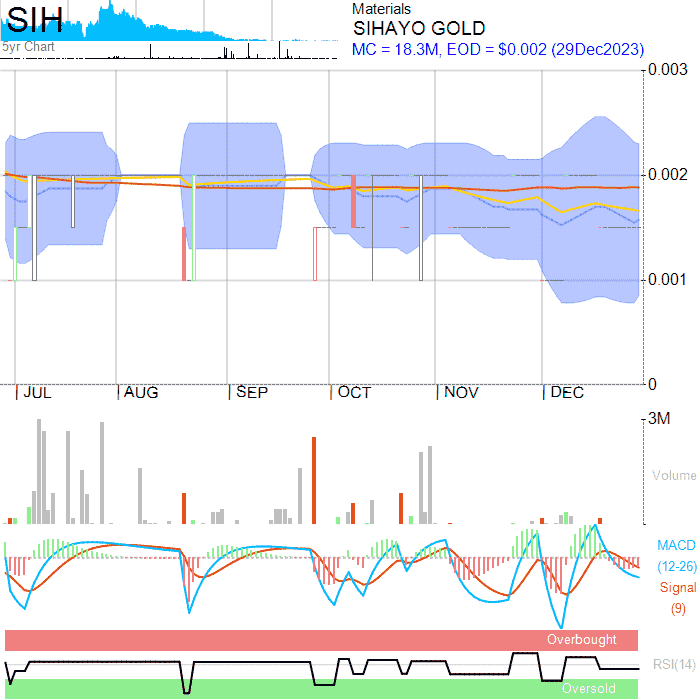 SIH
5yr Chart
Materials
SIHAYO GOLD
MC = 18.3M, EOD = $0.002 (29Dec2023)
0.003
0.002
0.001
0
JUL AUG SEP OCT NOV DEC
3M
Volume
MACD
(12-26)
Signal
(9)
Overbought
RSI(14)
Oversold